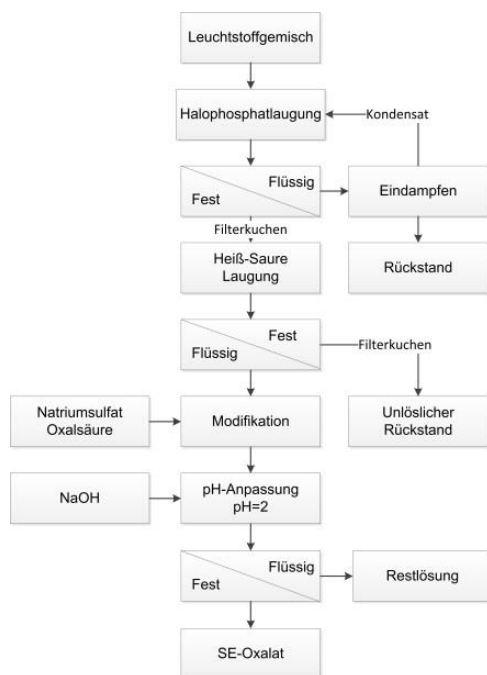 Leuchtstoffgemisch
Halophosphatlaugung
Kondensat
Flüssig
Fest
Eindampfen
Filterkuchen
Heiß-Saure
Laugung
Rückstand
Fest
Flüssig
Filterkuchen
Natriumsulfat
Oxalsäure
Modifikation
Unlöslicher
Rückstand
NaOH
pH-Anpassung
pH=2
Flüssig
Fest
Restlösung
SE-Oxalat